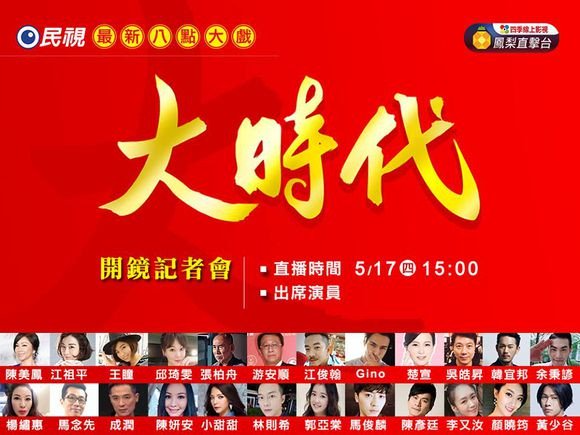 民視 最新八點大戲
四季線上影視
鳳梨直擊台
大時代
開鏡記者會
▪ 直播時間 5/17 四 15:00
▪ 出席演員
陳美鳳 江祖平 王瞳 邱琦雯 張柏舟 游安順 江俊翰 Gino 楚宣 吳皓昇 韓宜邦 余秉諺
楊繡惠 馬念先 成潤 陳妍安 小甜甜 林則希 郭亞棠 馬俊麟 陳彥廷 李又汝 顏曉筠 黃少谷